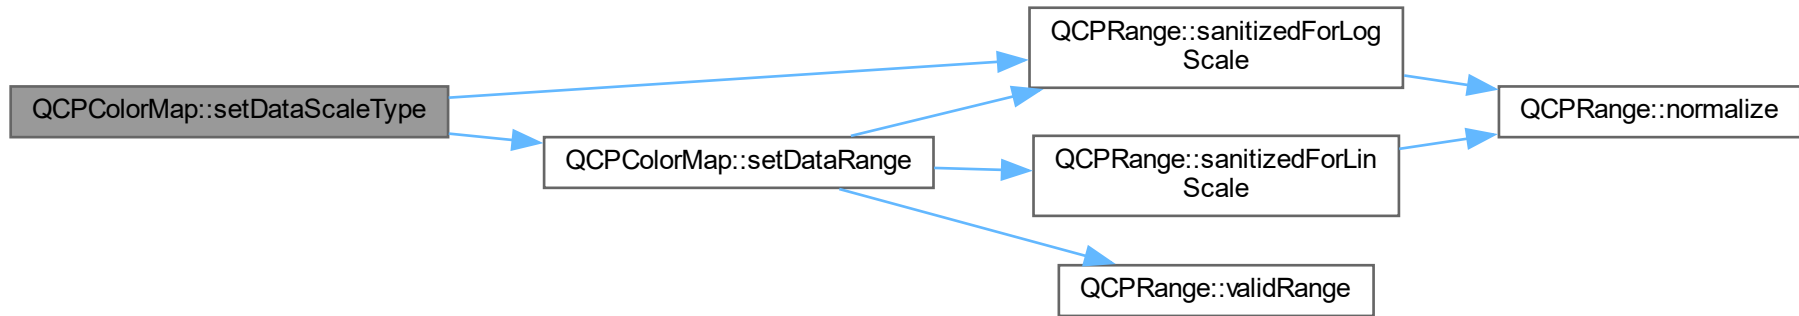 QCPColorMap::setDataScaleType
QCPColorMap::setDataRange
QCPRange::sanitizedForLog
Scale
QCPRange::sanitizedForLin
Scale
QCPRange::validRange
QCPRange::normalize